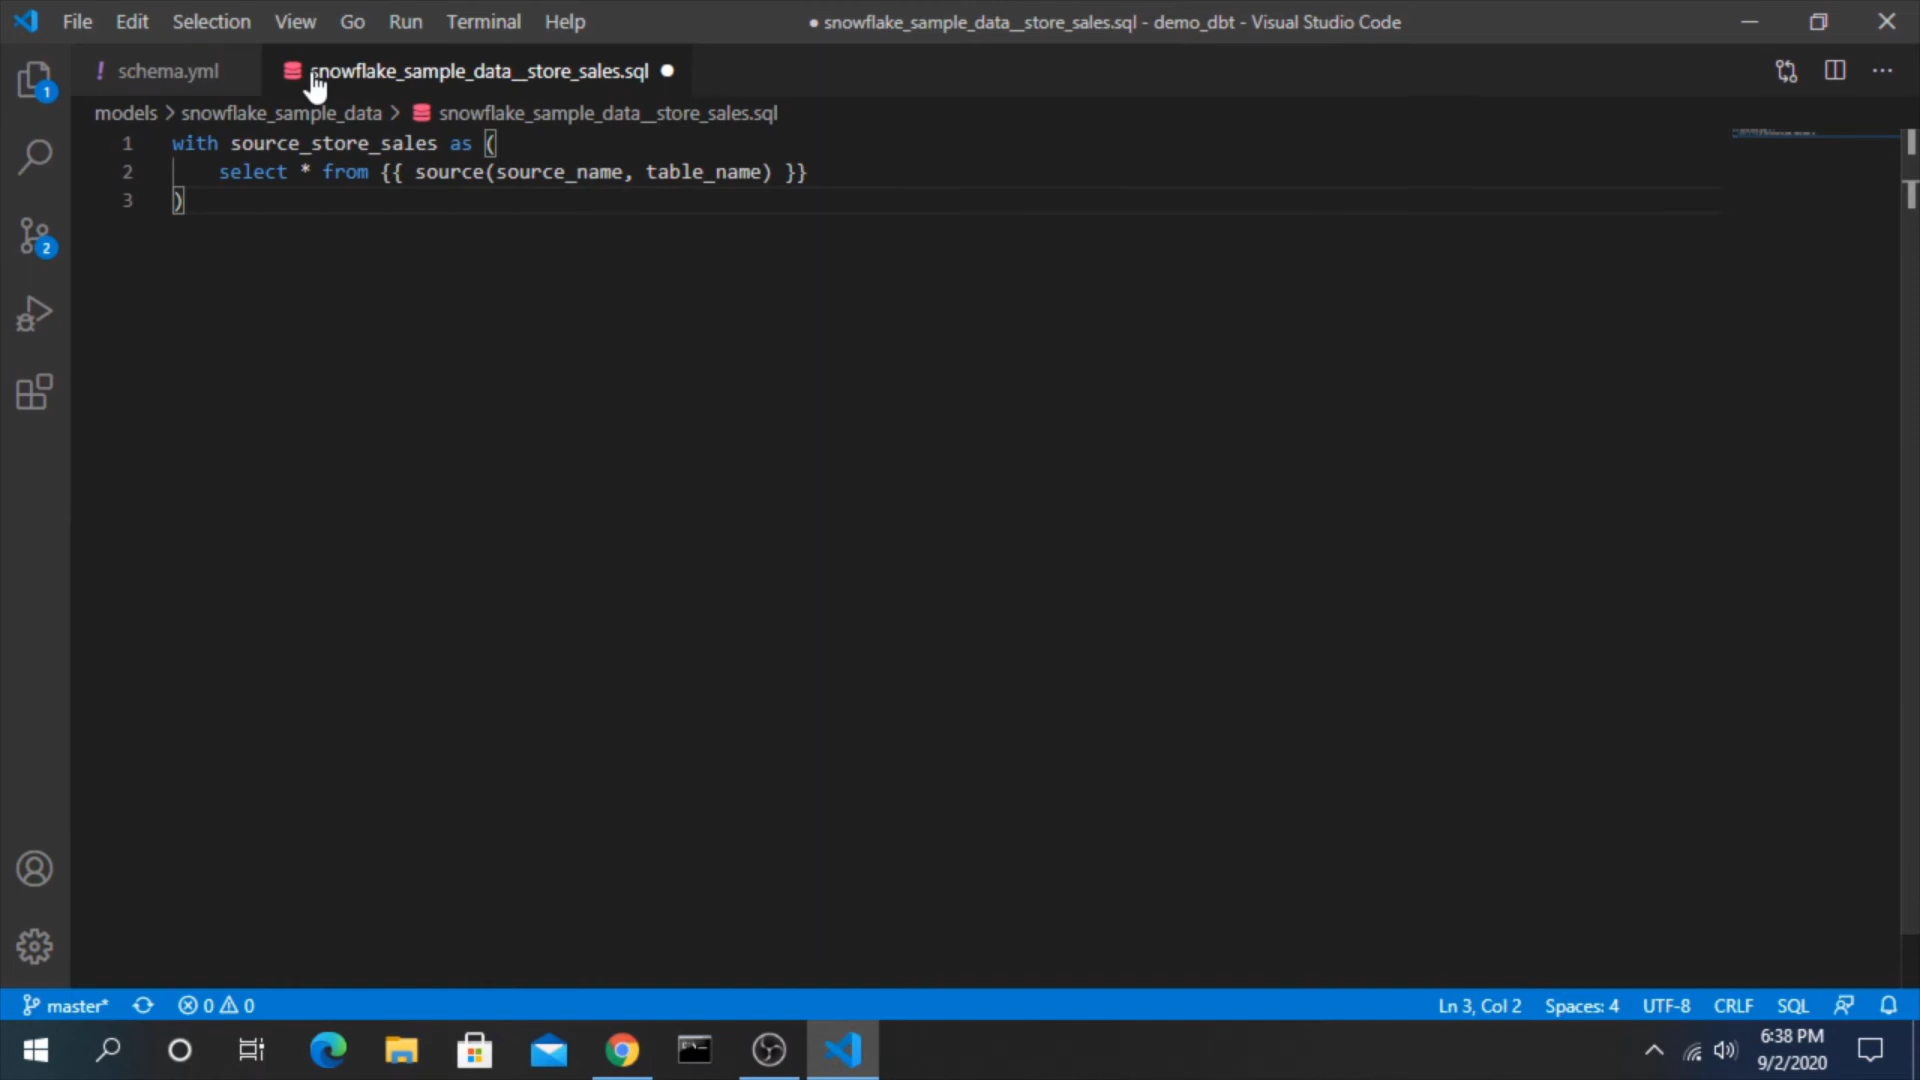 File Edit Selection View Go Run Terminal Help ● snowflake_sample_data__store_sales.sql - demo_dbt - Visual Studio Code
! schema.yml snowflake_sample_data__store_sales.sql ●
models > snowflake_sample_data > snowflake_sample_data__store_sales.sql
1 with source_store_sales as (
2 select * from {{ source(source_name, table_name) }}
3 )
1
2
master* 0 0 Ln 3, Col 2 Spaces: 4 UTF-8 CRLF SQL
6:38 PM
9/2/2020